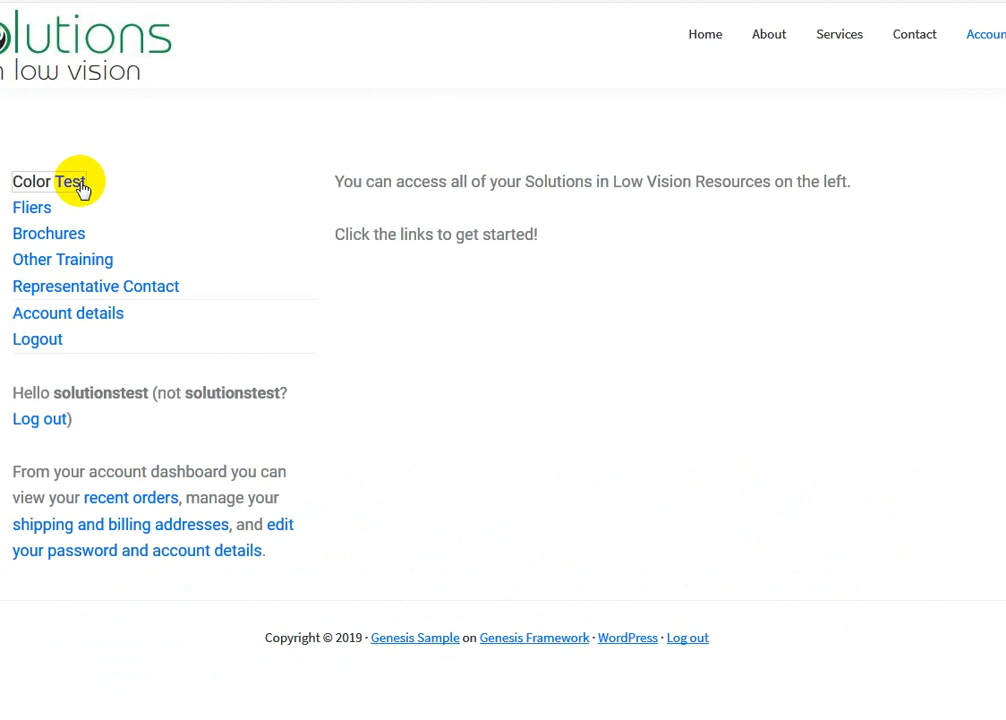 olutions
n low vision
Home About Services Contact Accoun
Color Test
Fliers
Brochures
Other Training
Representative Contact
Account details
Logout
Hello solutionstest (not solutionstest?
Log out)
From your account dashboard you can
view your recent orders, manage your
shipping and billing addresses, and edit
your password and account details.
You can access all of your Solutions in Low Vision Resources on the left.
Click the links to get started!
Copyright © 2019 · Genesis Sample on Genesis Framework · WordPress · Log out